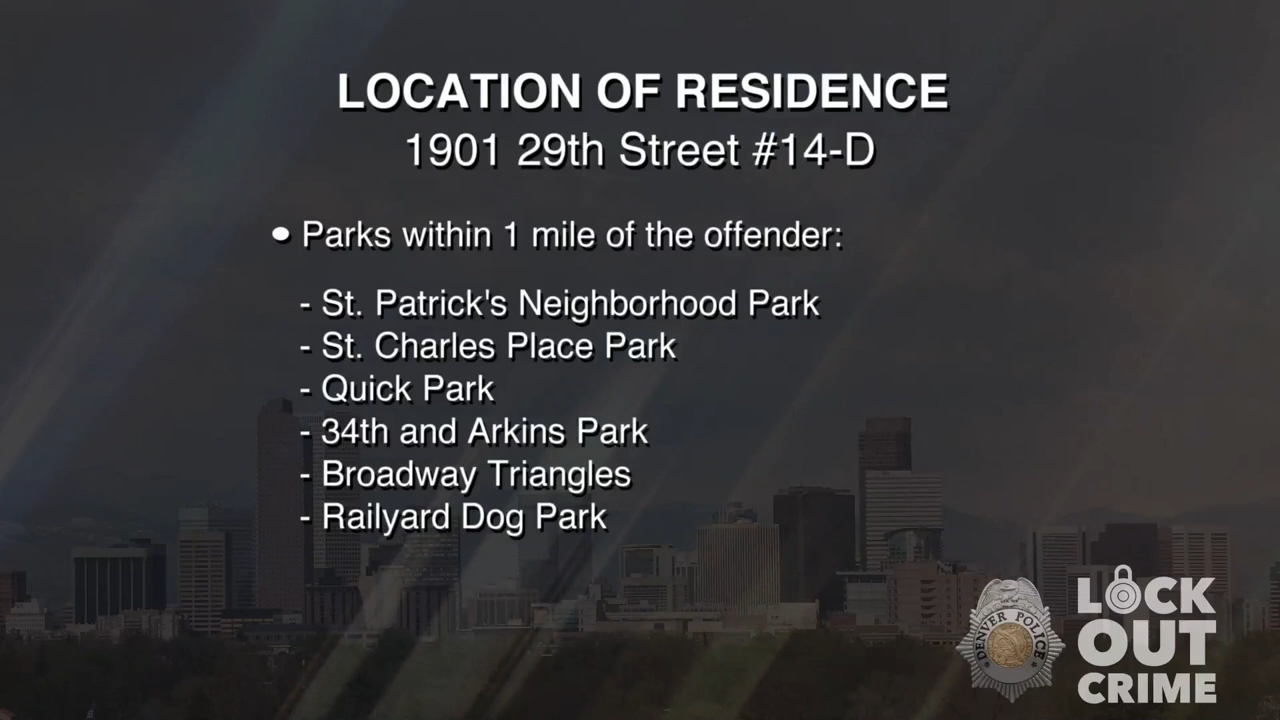 LOCATION OF RESIDENCE
1901 29th Street #14-D
• Parks within 1 mile of the offender:
- St. Patrick's Neighborhood Park
- St. Charles Place Park
- Quick Park
- 34th and Arkins Park
- Broadway Triangles
- Railyard Dog Park
DENVER POLICE
LOCK
OUT
CRIME